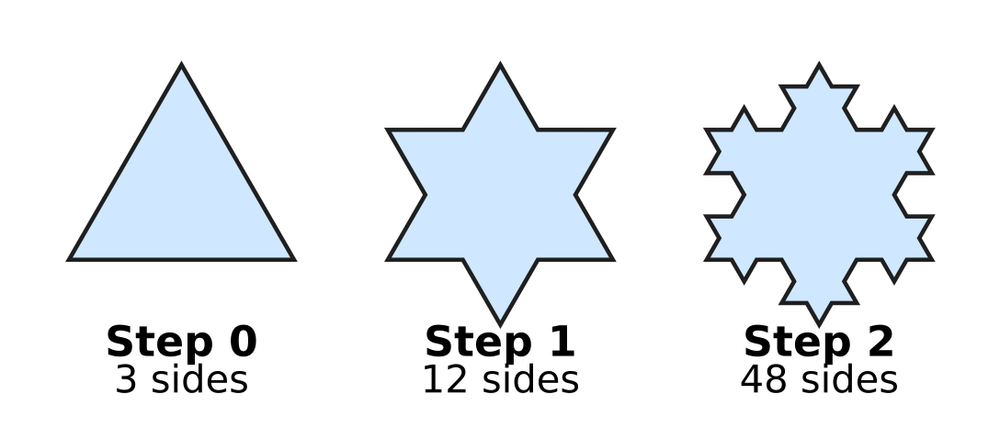 Step 0
3 sides
Step 1
12 sides
Step 2
48 sides